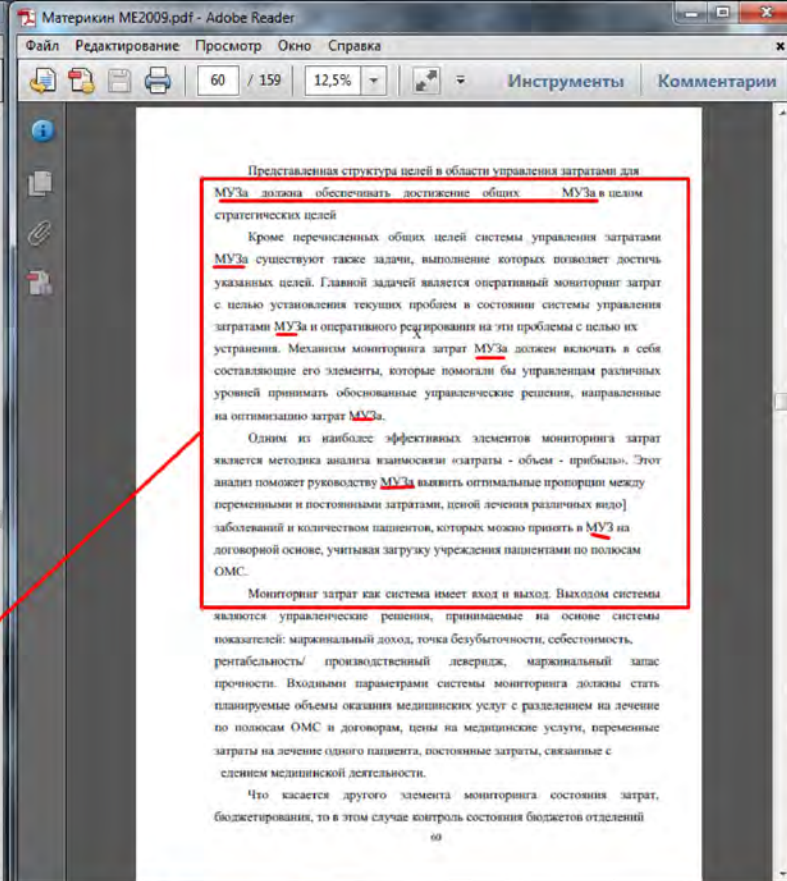 Материкин МЕ2009.pdf - Adobe Reader
Файл Редактирование Просмотр Окно Справка
60 / 159 12,5% Инструменты Комментарии
Представленная структура целей в области управления затратами для
МУЗа должна обеспечивать достижение общих МУЗа в целом
стратегических целей
Кроме перечисленных общих целей системы управления затратами
МУЗа существуют также задачи, выполнение которых позволяет достичь
указанных целей. Главной задачей является оперативный мониторинг затрат
с целью установления текущих проблем в состоянии системы управления
затратами МУЗа и оперативного реагирования на эти проблемы с целью их
устранения. Механизм мониторинга затрат МУЗа должен включать в себя
составляющие его элементы, которые помогали бы управленцам различных
уровней принимать обоснованные управленческие решения, направленные
на оптимизацию затрат МУЗа.
Одним из наиболее эффективных элементов мониторинга затрат
является методика анализа взаимосвязи «затраты - объем - прибыль». Этот
анализ поможет руководству МУЗа выявить оптимальные пропорции между
переменными и постоянными затратами, ценой лечения различных видо]
заболеваний и количеством пациентов, которых можно принять в МУЗ на
договорной основе, учитывая загрузку учреждения пациентами по полюсам
ОМС.
Мониторинг затрат как система имеет вход и выход. Выходом системы
являются управленческие решения, принимаемые на основе системы
показателей: маржинальный доход, точка безубыточности, себестоимость,
рентабельность/ производственный леверидж, маржинальный запас
прочности. Входными параметрами системы мониторинга должны стать
планируемые объемы оказания медицинских услуг с разделением на лечение
по полюсам ОМС и договорам, цены на медицинские услуги, переменные
затраты на лечение одного пациента, постоянные затраты, связанные с
едением медицинской деятельности.
Что касается другого элемента мониторинга состояния затрат,
бюджетирования, то в этом случае контроль состояния бюджетов отделений
60